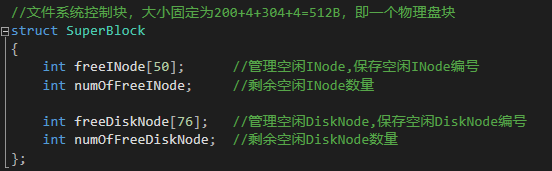 //文件系统控制块，大小固定为200+4+304+4=512B，即一个物理盘块
struct SuperBlock
{
int freeINode[50]; //管理空闲INode,保存空闲INode编号
int numOfFreeINode; //剩余空闲INode数量
int freeDiskNode[76]; //管理空闲DiskNode,保存空闲DiskNode编号
int numOfFreeDiskNode; //剩余空闲DiskNode数量
};